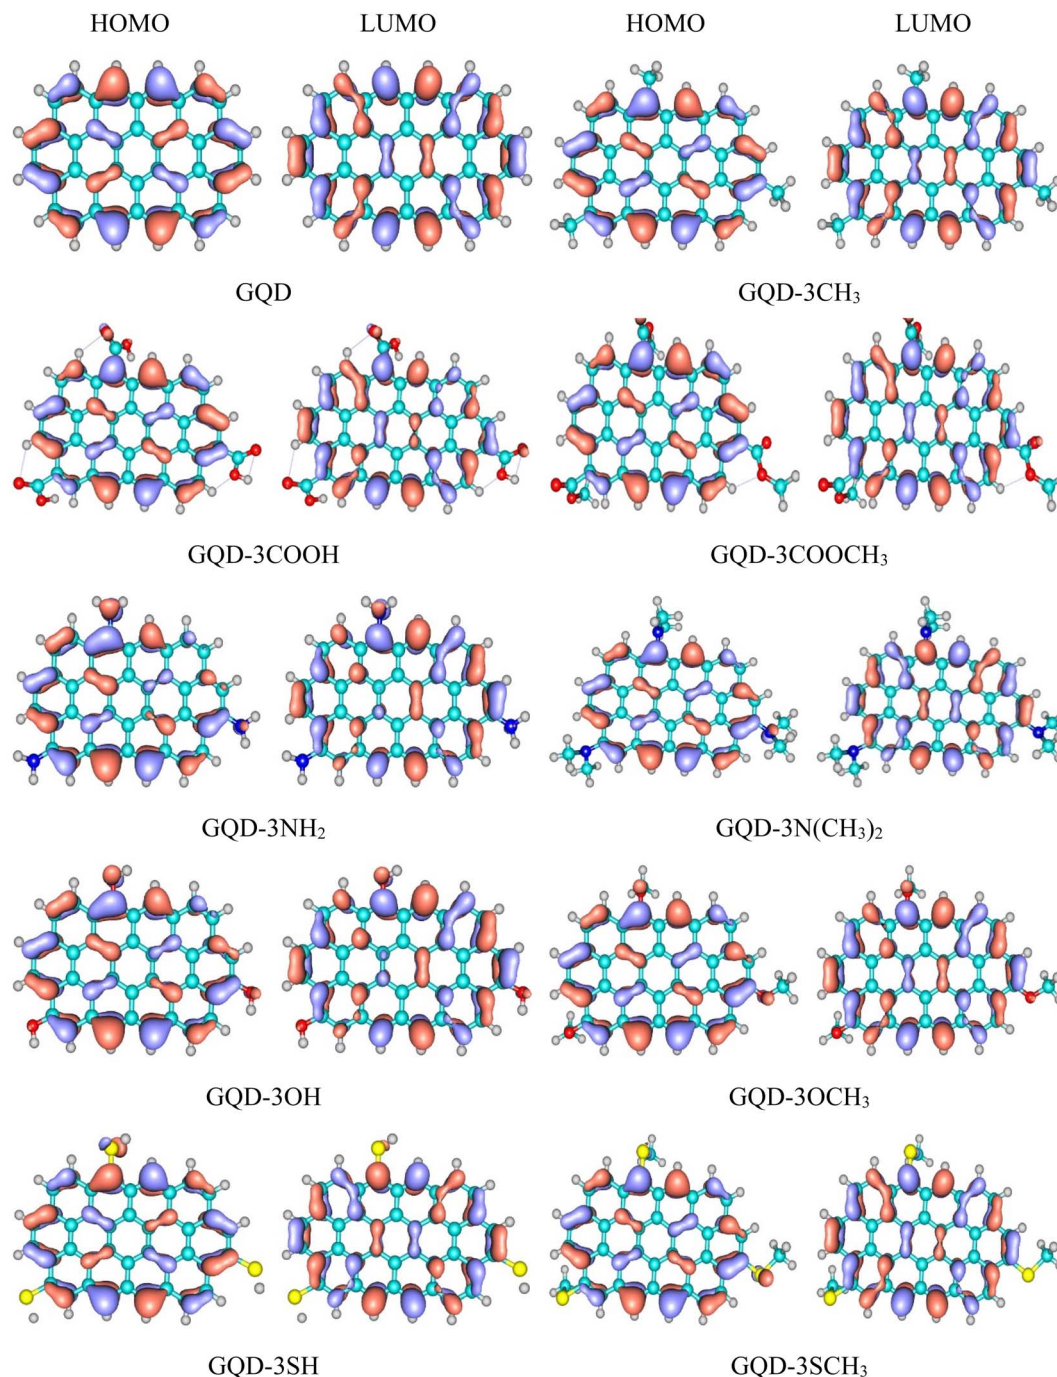 HOMO LUMO HOMO LUMO
GQD GQD-3CH₃
GQD-3COOH GQD-3COOCH₃
GQD-3NH₂ GQD-3N(CH₃)₂
GQD-3OH GQD-3OCH₃
GQD-3SH GQD-3SCH₃